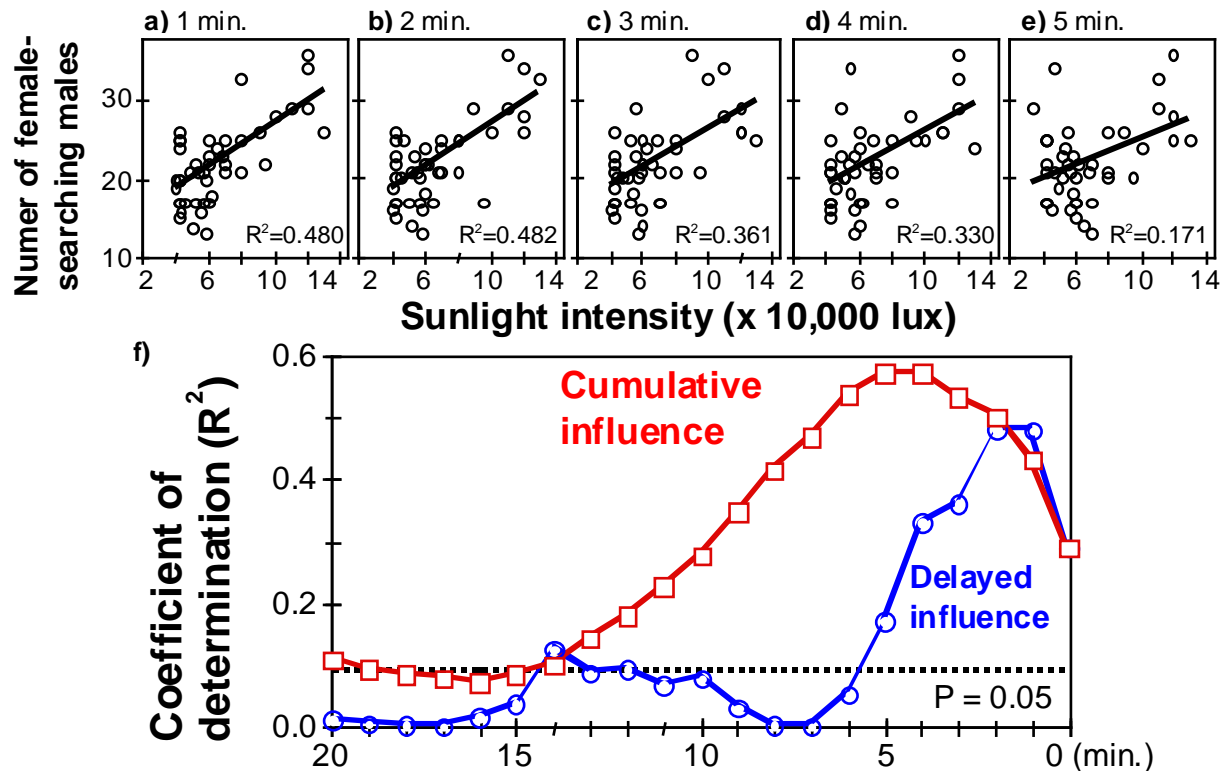 a) 1 min.
b) 2 min.
c) 3 min.
d) 4 min.
e) 5 min.
Numer of female-
searching males
30
20
10
R²=0.480
R²=0.482
R²=0.361
R²=0.330
R²=0.171
2 6 10 14
2 6 10 14
2 6 10 14
2 6 10 14
2 6 10 14
Sunlight intensity (x 10,000 lux)
f)
Coefficient of
determination (R²)
0.6
0.4
0.2
0.0
Cumulative
influence
Delayed
influence
P = 0.05
20 15 10 5 0 (min.)